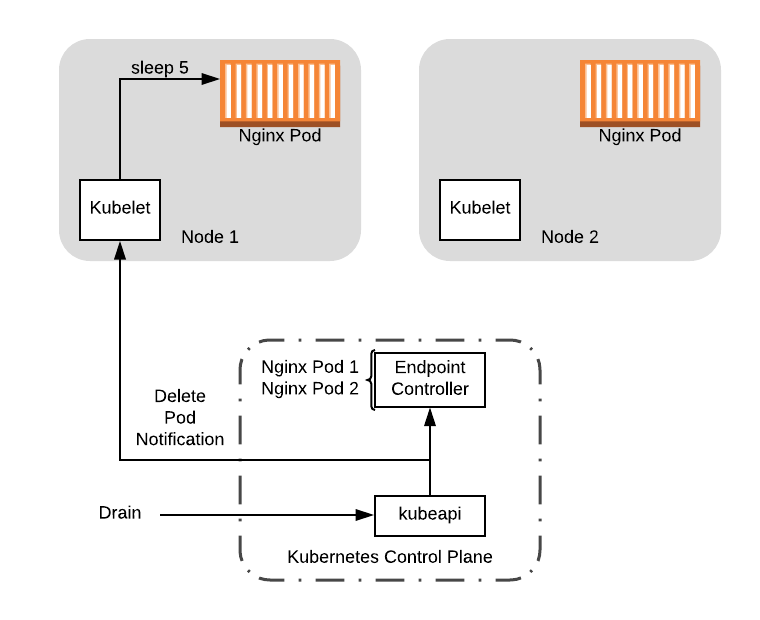 sleep 5
Nginx Pod
Kubelet
Node 1
Nginx Pod
Kubelet
Node 2
Nginx Pod 1
Nginx Pod 2
Endpoint
Controller
Delete
Pod
Notification
Drain
kubeapi
Kubernetes Control Plane